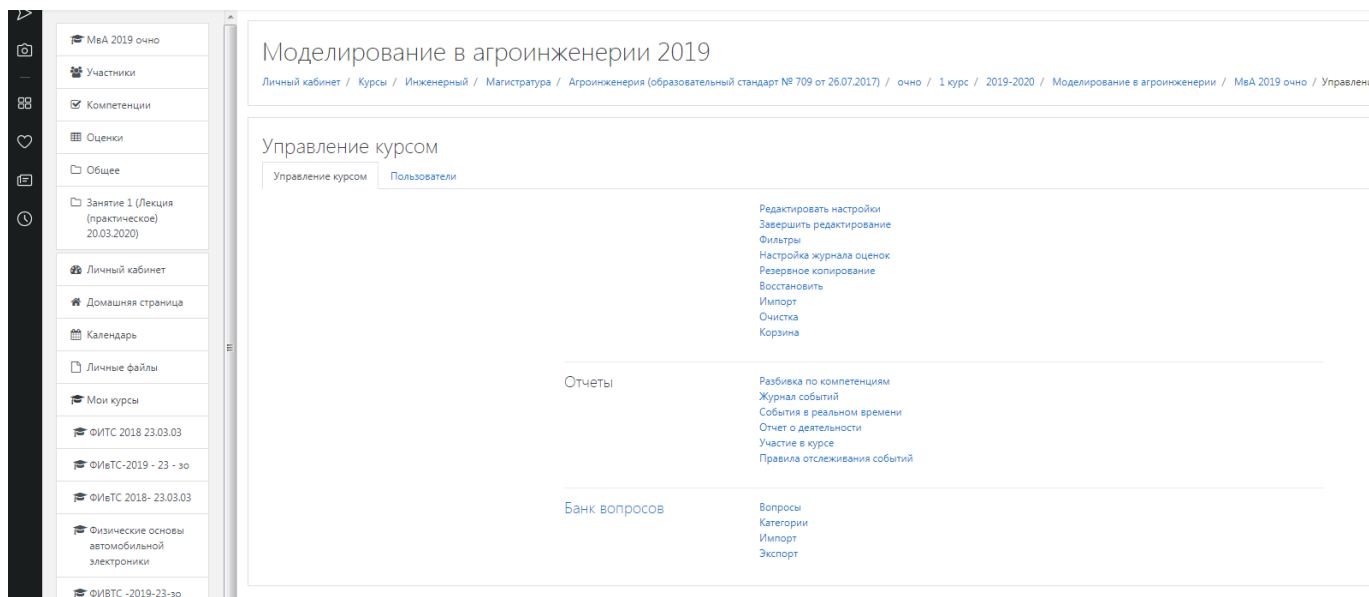 МвА 2019 очно
Участники
Компетенции
Оценки
Общее
Занятие 1 (Лекция
(практическое)
20.03.2020)
Личный кабинет
Домашняя страница
Календарь
Личные файлы
Мои курсы
ФИТС 2018 23.03.03
ФИвТС-2019 - 23 - зо
ФИвТС 2018- 23.03.03
Физические основы
автомобильной
электроники
ФИВТС -2019-23-зо
Моделирование в агроинженерии 2019
Личный кабинет / Курсы / Инженерный / Магистратура / Агроинженерия (образовательный стандарт № 709 от 26.07.2017) / очно / 1 курс / 2019-2020 / Моделирование в агроинженерии / МвА 2019 очно /
Управление курсом
Управление курсом Пользователи
Редактировать настройки
Завершить редактирование
Фильтры
Настройка журнала оценок
Резервное копирование
Восстановить
Импорт
Очистка
Корзина
Отчеты
Разбивка по компетенциям
Журнал событий
События в реальном времени
Отчет о деятельности
Участие в курсе
Правила отслеживания событий
Банк вопросов
Вопросы
Категории
Импорт
Экспорт